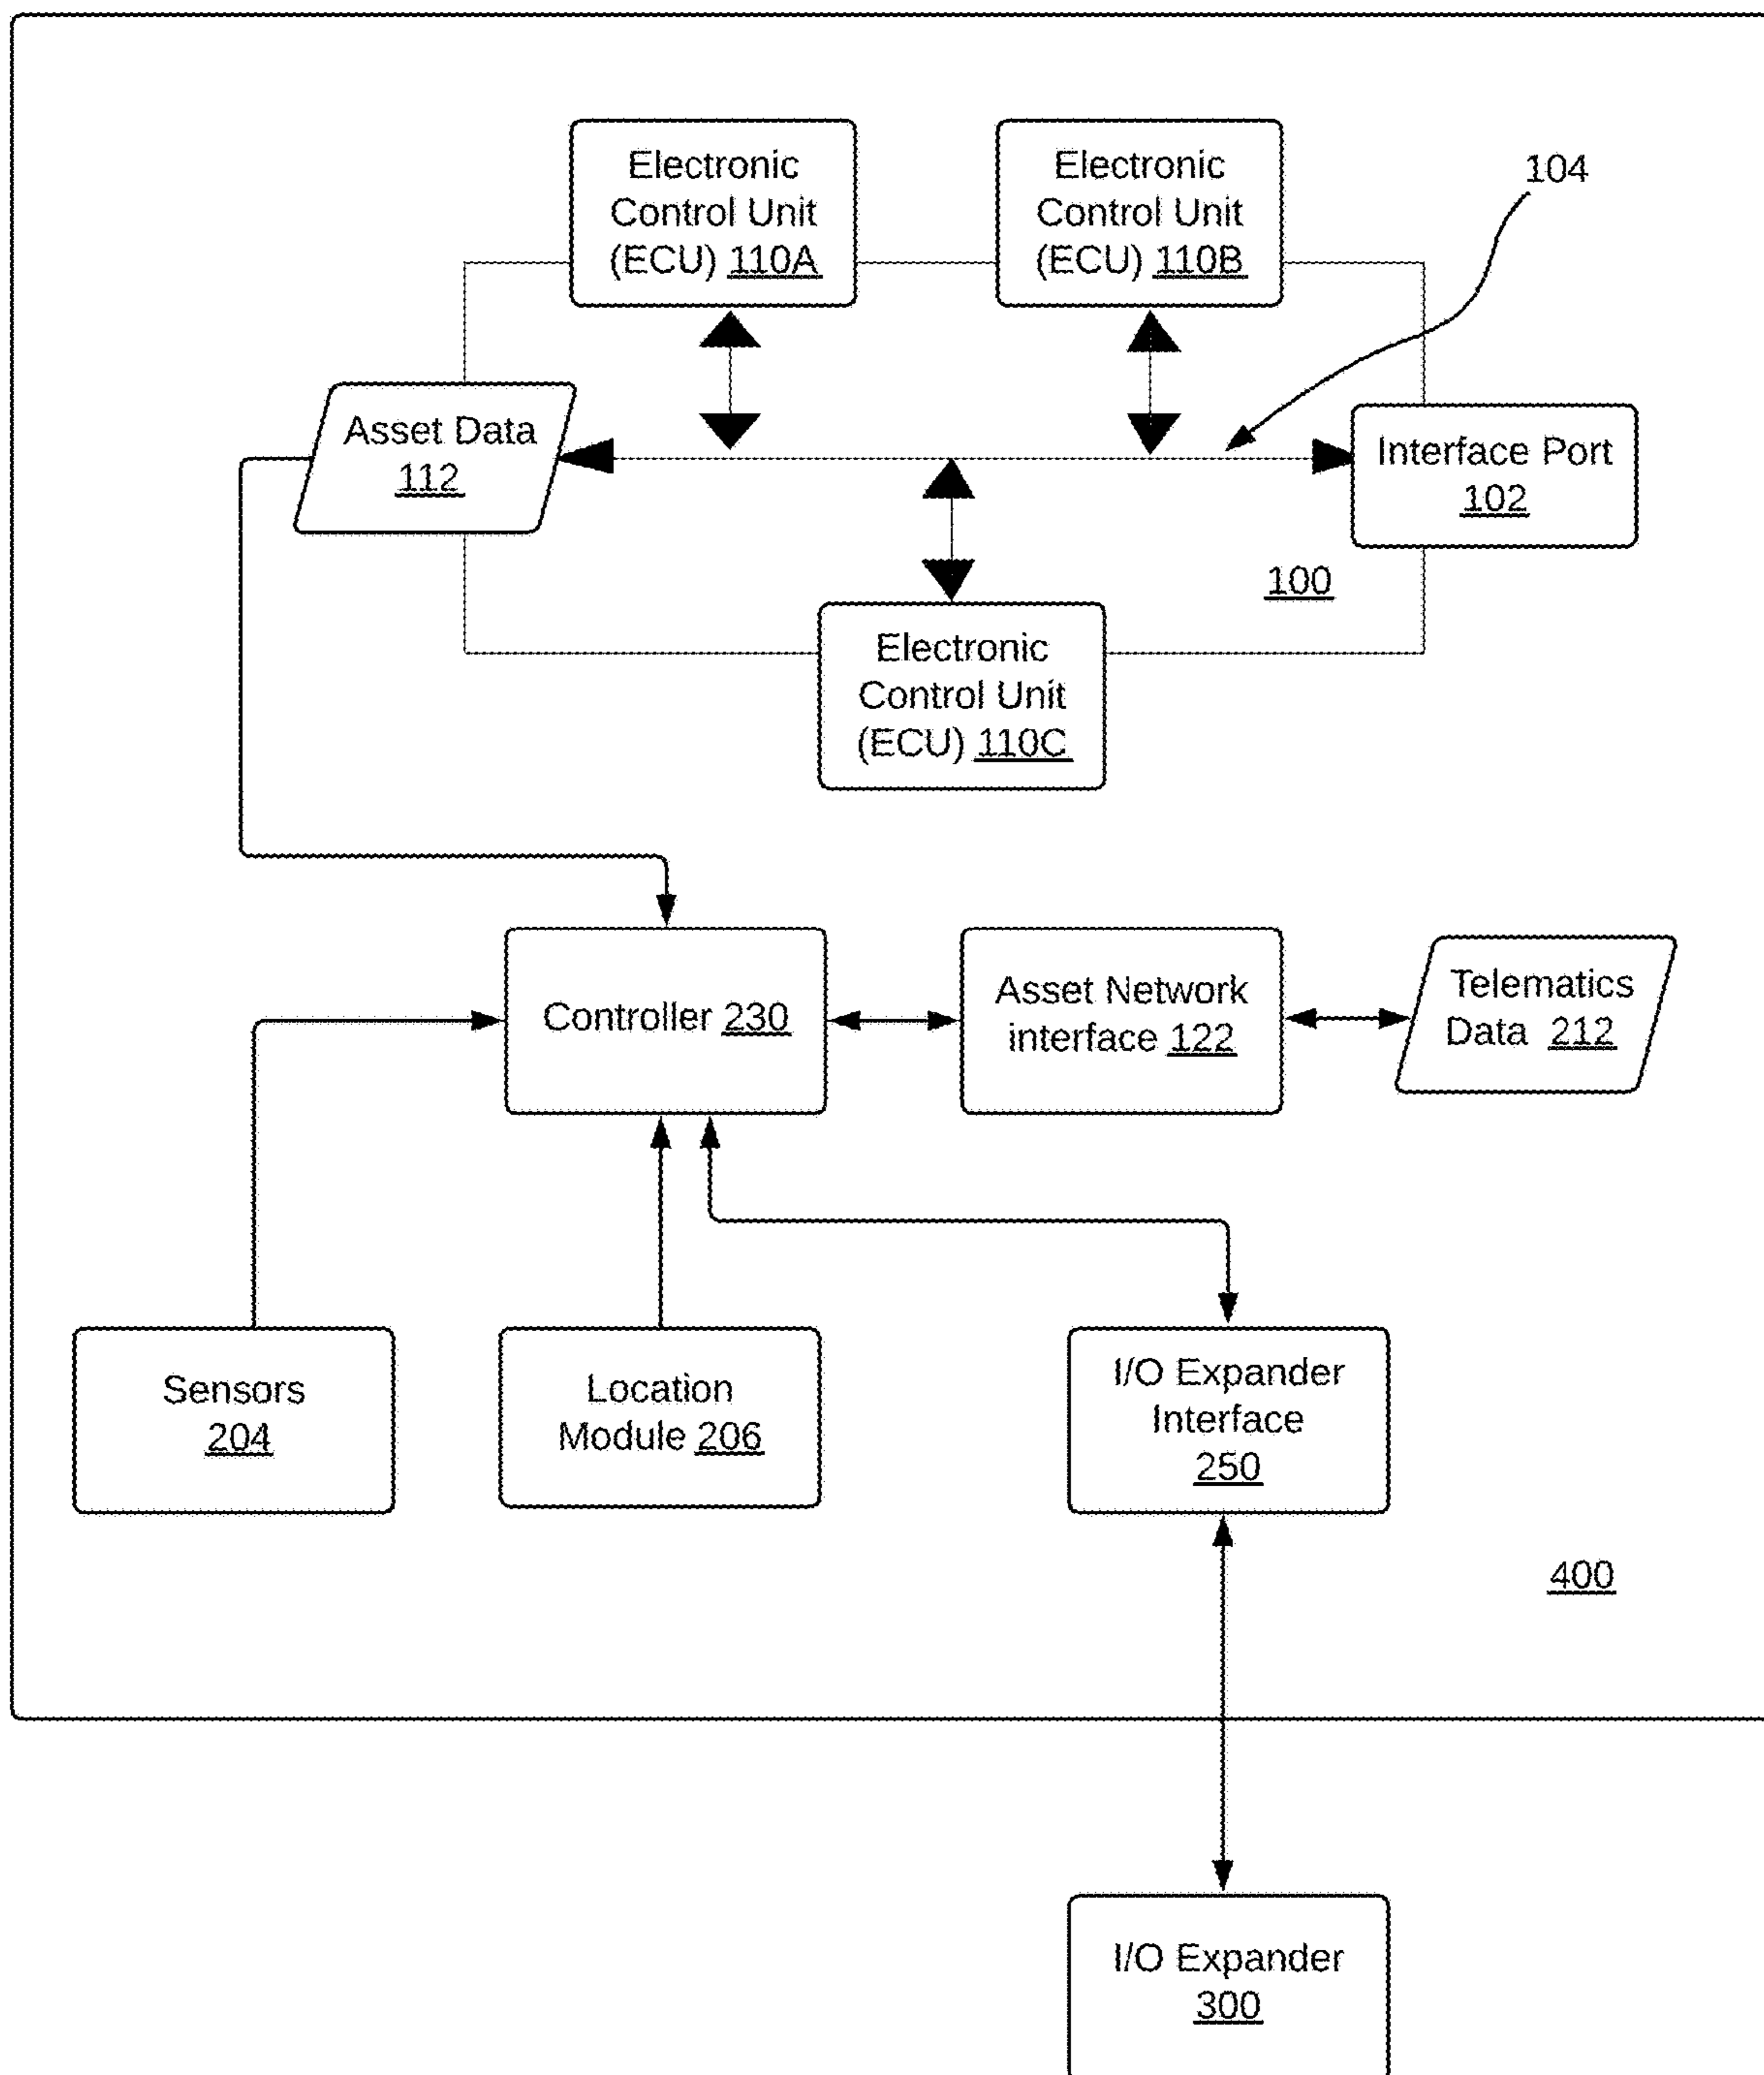 Electronic
Control Unit
(ECU) 110A
Electronic
Control Unit
(ECU) 110B
104
Asset Data
112
Interface Port
102
100
Electronic
Control Unit
(ECU) 110C
Controller 230
Asset Network
interface 122
Telematics
Data 212
Sensors
204
Location
Module 206
I/O Expander
Interface
250
400
I/O Expander
300